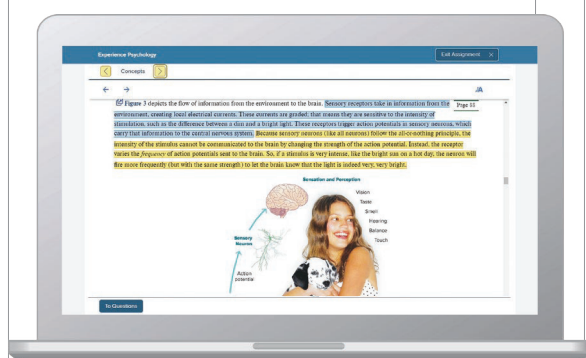 Experience Psychology
Exit Assignment ×
Concepts
Figure 3 depicts the flow of information from the environment to the brain. Sensory receptors take in information from the
Page 93
environment, creating local electrical currents. These currents are graded; that means they are sensitive to the intensity of
stimulation, such as the difference between a dim and a bright light. These receptors trigger action potentials in sensory neurons, which
carry that information to the central nervous system. Because sensory neurons (like all neurons) follow the all-or-nothing principle, the
intensity of the stimulus cannot be communicated to the brain by changing the strength of the action potential. Instead, the receptor
varies the frequency of action potentials sent to the brain. So, if a stimulus is very intense, like the bright sun on a hot day, the neuron will
fire more frequently (but with the same strength) to let the brain know that the light is indeed very, very bright.
Sensation and Perception
Vision
Taste
Smell
Hearing
Balance
Touch
Sensory
Neurons
Action
potential
To Questions